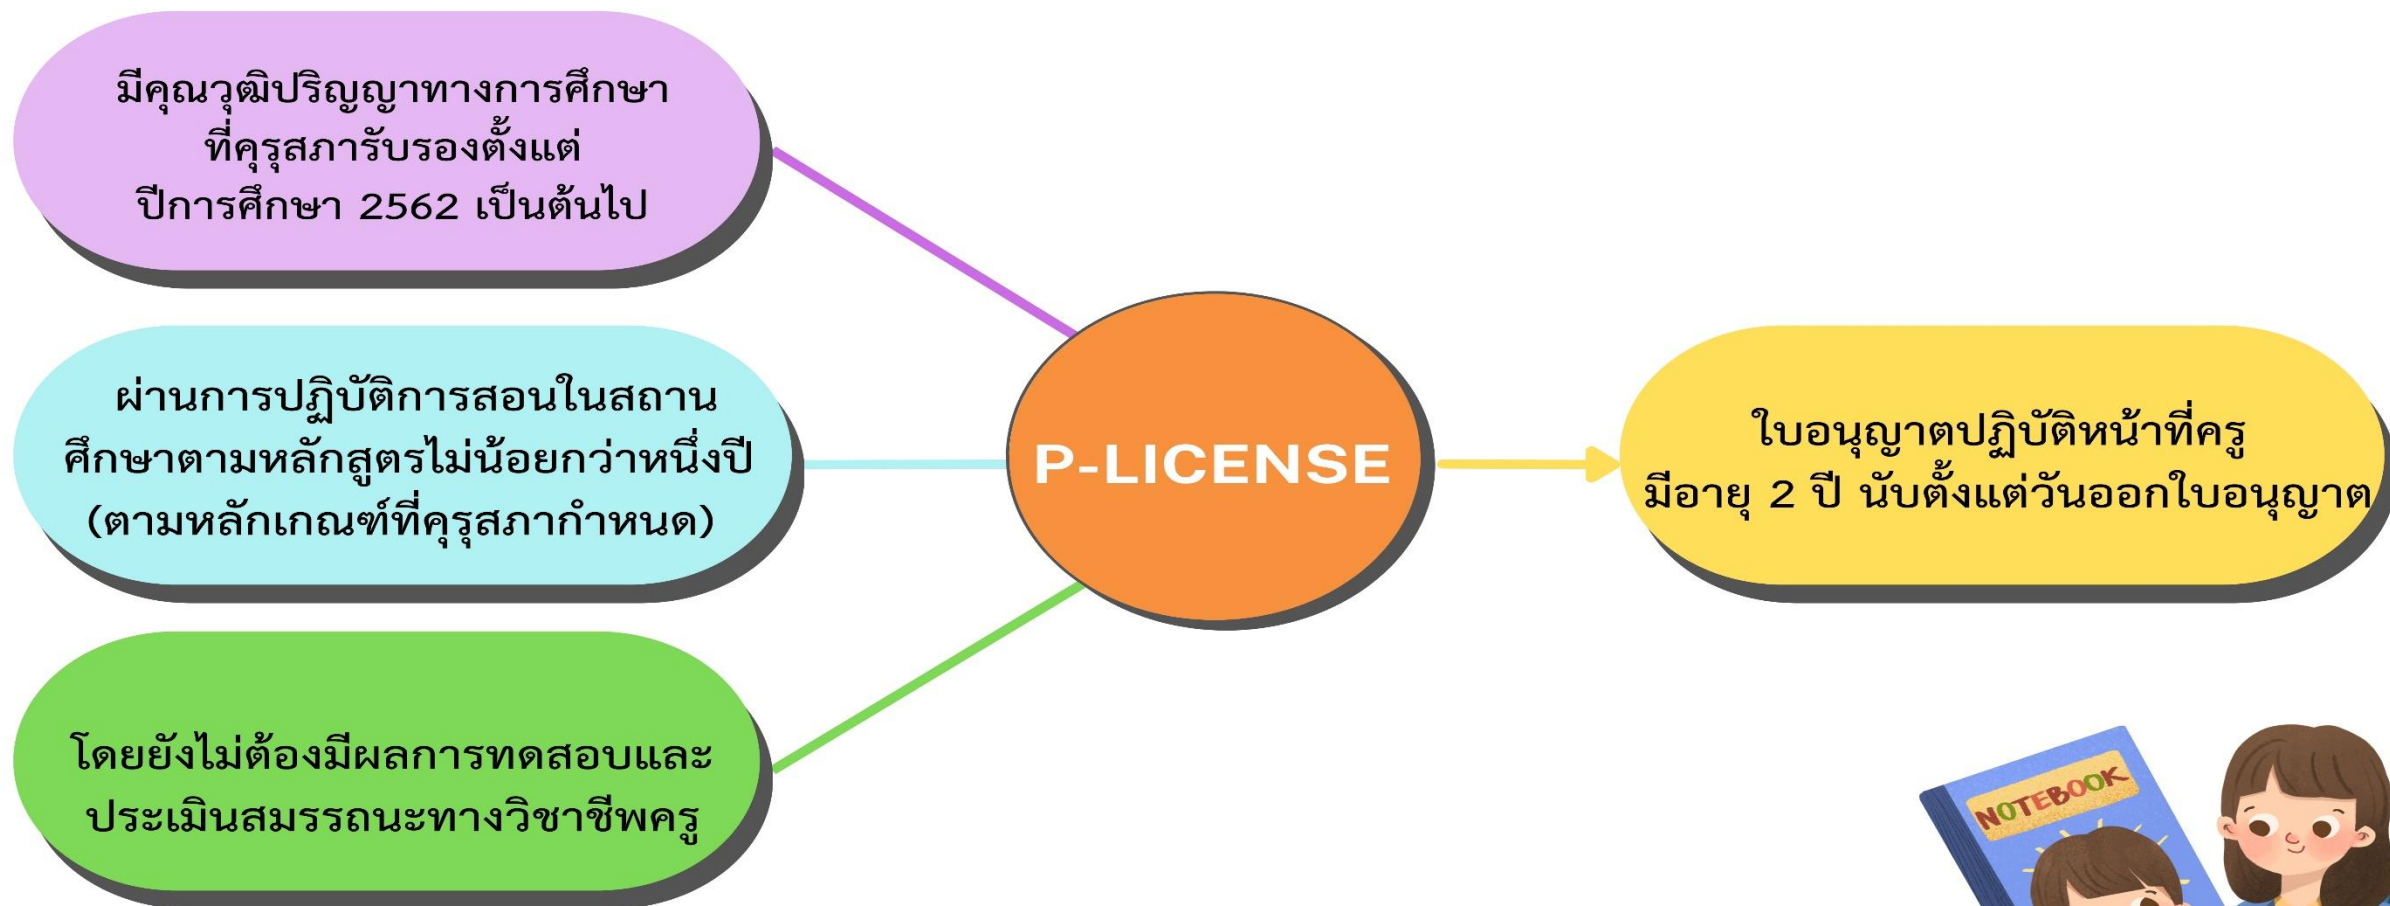 มีคุณวุฒิปริญญาทางการศึกษา
ที่คุรุสภารับรองตั้งแต่
ปีการศึกษา 2562 เป็นต้นไป
ผ่านการปฏิบัติการสอนในสถาน
ศึกษาตามหลักสูตรไม่น้อยกว่าหนึ่งปี
(ตามหลักเกณฑ์ที่คุรุสภากำหนด)
โดยยังไม่ต้องมีผลการทดสอบและ
ประเมินสมรรถนะทางวิชาชีพครู
P-LICENSE
ใบอนุญาตปฏิบัติหน้าที่ครู
มีอายุ 2 ปี นับตั้งแต่วันออกใบอนุญาต
NOTEBOOK